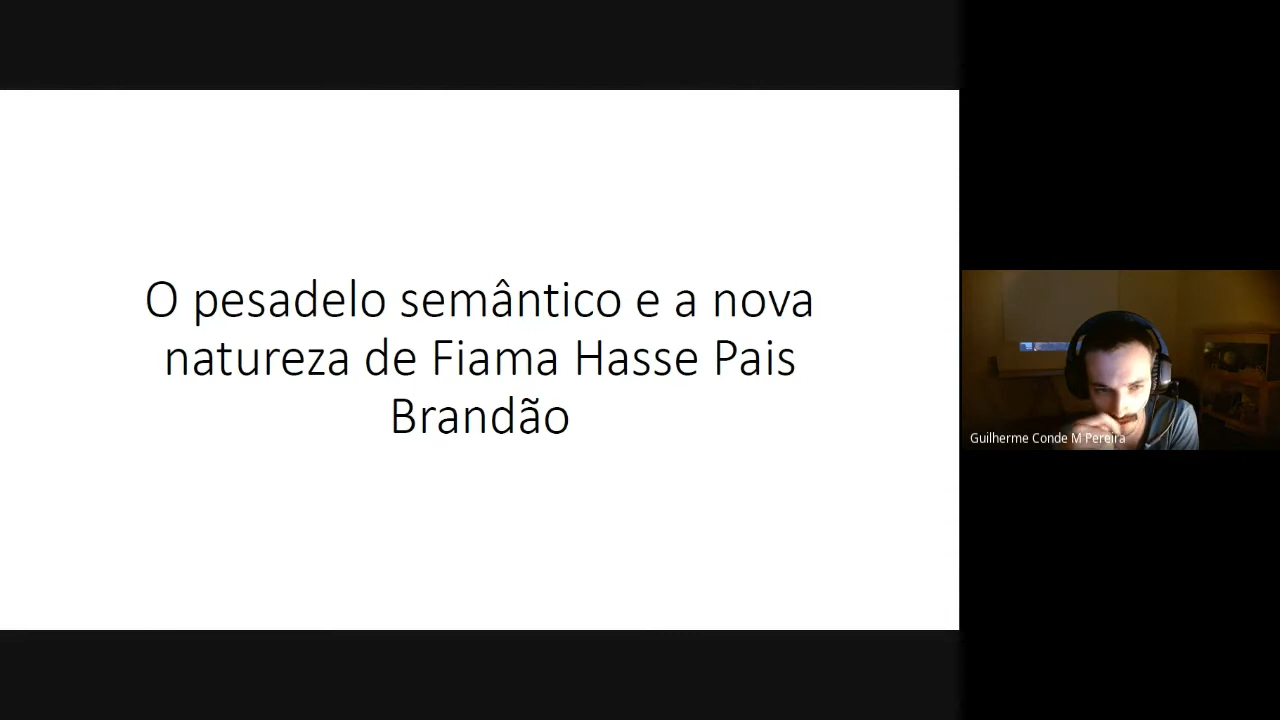 O pesadelo semântico e a nova
natureza de Fiama Hasse Pais
Brandão
Guilherme Conde M Pereira